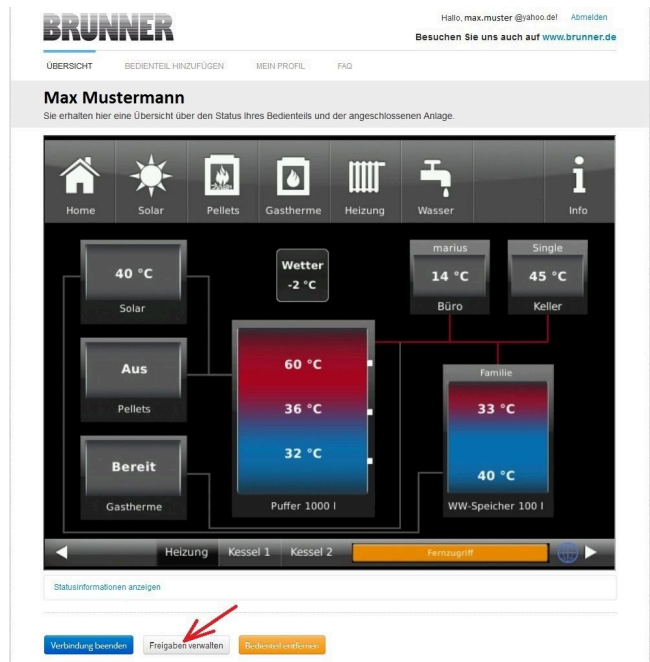 BRUNNER
Hallo, max.muster @yahoo.de! Abmelden
Besuchen Sie uns auch auf www.brunner.de
ÜBERSICHT BEDIENTEIL HINZUFÜGEN MEIN PROFIL FAQ
Max Mustermann
Sie erhalten hier eine Übersicht über den Status Ihres Bedienteils und der angeschlossenen Anlage.
Home Solar Pellets Gastherme Heizung Wasser Info
40 °C
Solar
Wetter
-2 °C
marius
14 °C
Büro
Single
45 °C
Keller
Aus
Pellets
60 °C
36 °C
32 °C
Puffer 1000 l
Familie
33 °C
40 °C
WW-Speicher 100 l
Bereit
Gastherme
Heizung Kessel 1 Kessel 2 Fernzugriff
Statusinformationen anzeigen
Verbindung beenden Freigaben verwalten Bedienteil entfernen